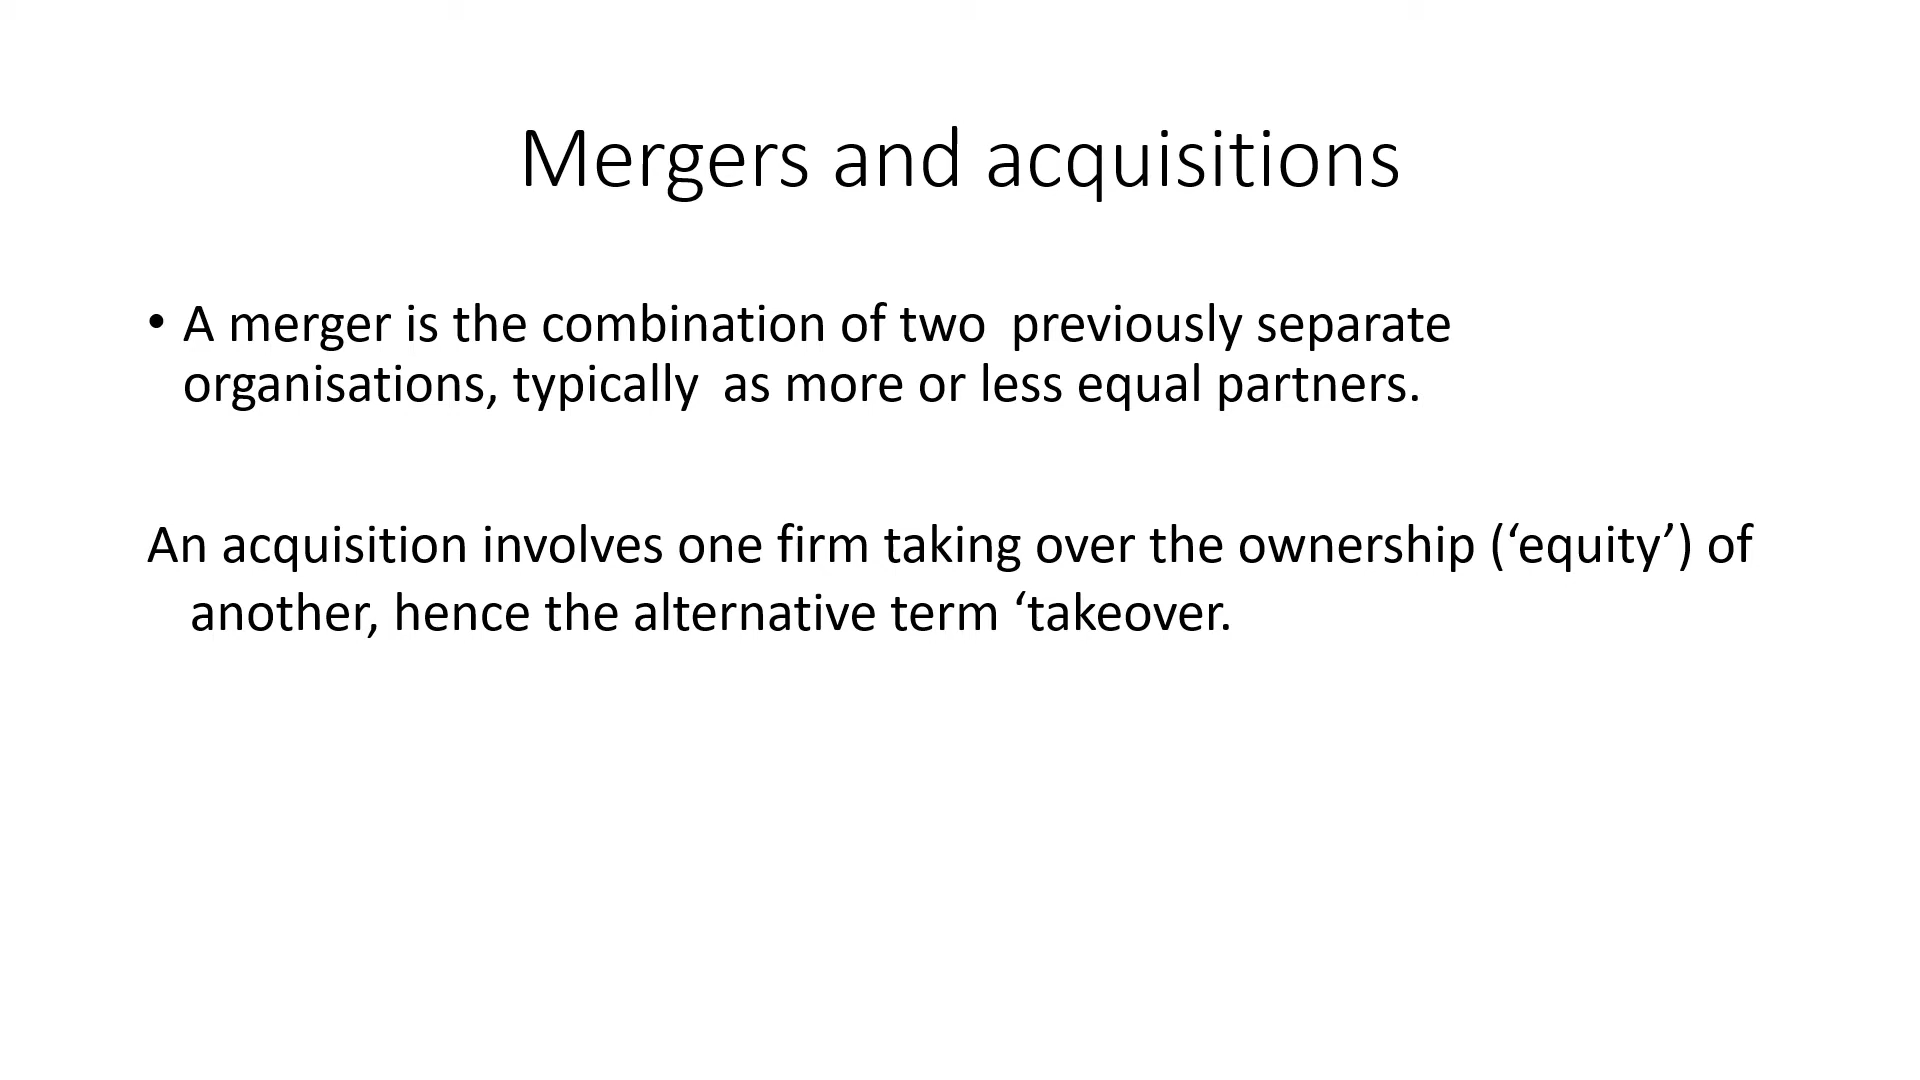 Mergers and acquisitions
• A merger is the combination of two  previously separate
organisations, typically  as more or less equal partners.
An acquisition involves one firm taking over the ownership (‘equity’) of
another, hence the alternative term ‘takeover.